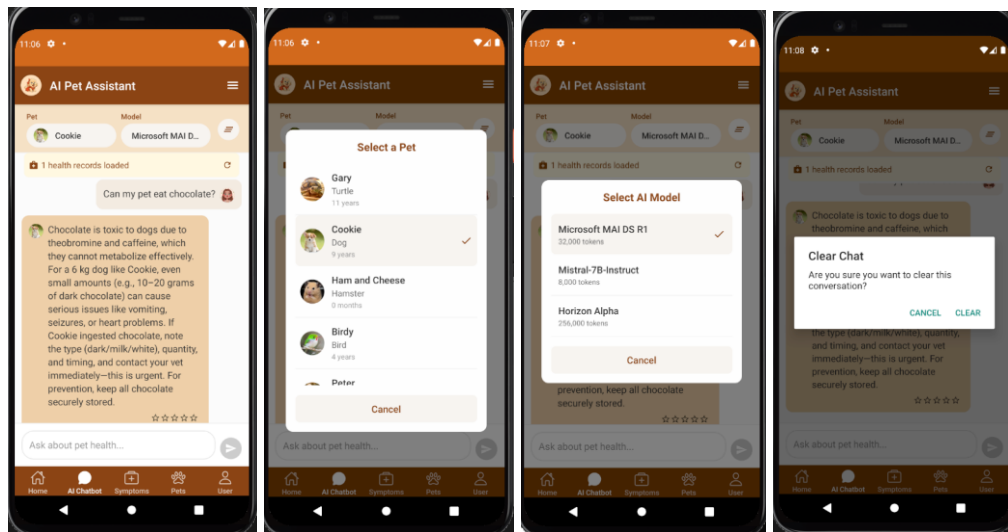 11:06
AI Pet Assistant
Pet
Model
Cookie
Microsoft MAI D...
1 health records loaded
Can my pet eat chocolate?
Chocolate is toxic to dogs due to
theobromine and caffeine, which
they cannot metabolize effectively.
For a 6 kg dog like Cookie, even
small amounts (e.g., 10–20 grams
of dark chocolate) can cause
serious issues like vomiting,
seizures, or heart problems. If
Cookie ingested chocolate, note
the type (dark/milk/white), quantity,
and timing, and contact your vet
immediately—this is urgent. For
prevention, keep all chocolate
securely stored.
Ask about pet health...
Home
AI Chatbot
Symptoms
Pets
User
11:06
AI Pet Assistant
Pet
Model
Cookie
Microsoft MAI D...
1 health records loaded
Select a Pet
Gary
Turtle
11 years
Cookie
Dog
9 years
Ham and Cheese
Hamster
0 months
Birdy
Bird
4 years
Peter
Cancel
Ask about pet health...
Home
AI Chatbot
Symptoms
Pets
User
11:07
AI Pet Assistant
Pet
Model
Cookie
Microsoft MAI D...
1 health records loaded
Select AI Model
Microsoft MAI DS R1
32,000 tokens
Mistral-7B-Instruct
8,000 tokens
Horizon Alpha
256,000 tokens
Cancel
prevention, keep all chocolate
securely stored.
Ask about pet health...
Home
AI Chatbot
Symptoms
Pets
User
11:08
AI Pet Assistant
Pet
Model
Cookie
Microsoft MAI D...
1 health records loaded
Chocolate is toxic to dogs due to
theobromine and caffeine, which
Clear Chat
Are you sure you want to clear this
conversation?
CANCEL
CLEAR
the type (dark/milk/white), quantity,
and timing, and contact your vet
immediately—this is urgent. For
prevention, keep all chocolate
securely stored.
Ask about pet health...
Home
AI Chatbot
Symptoms
Pets
User